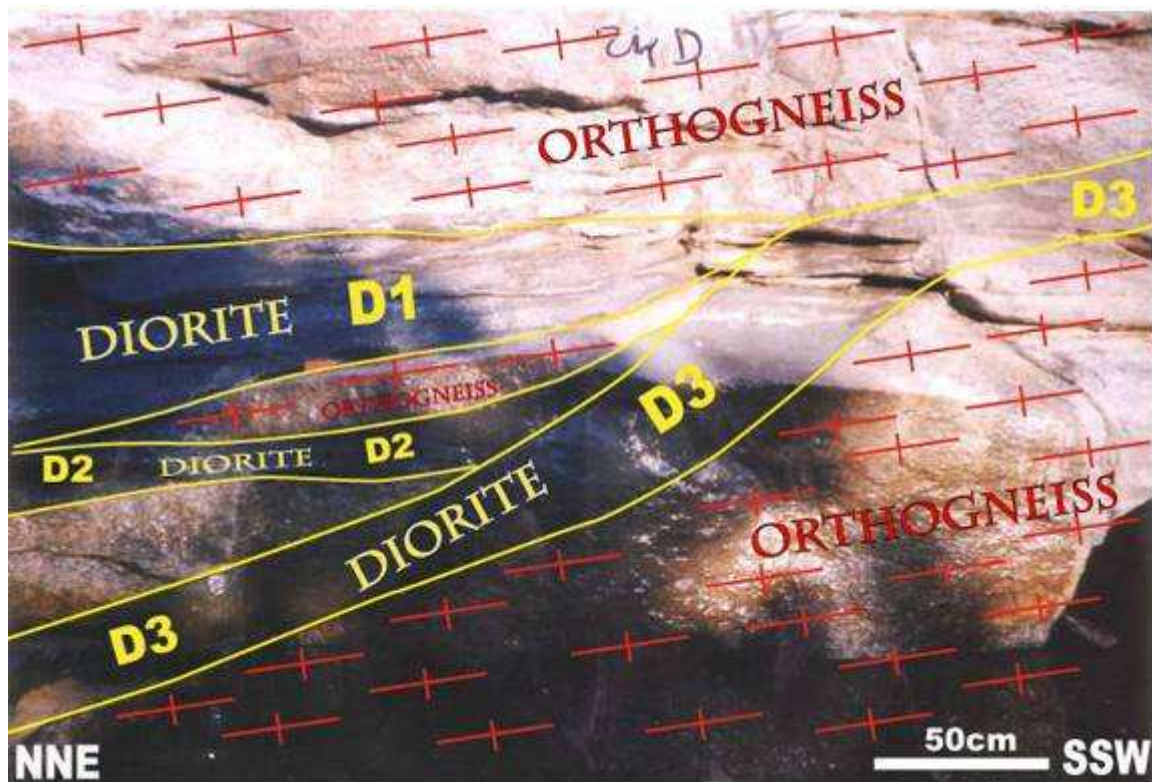 ORTHOGNEISS
D3
DIORITE D1
ORTHOGNEISS
D3
D2 DIORITE D2
DIORITE
ORTHOGNEISS
D3
NNE
50cm SSW